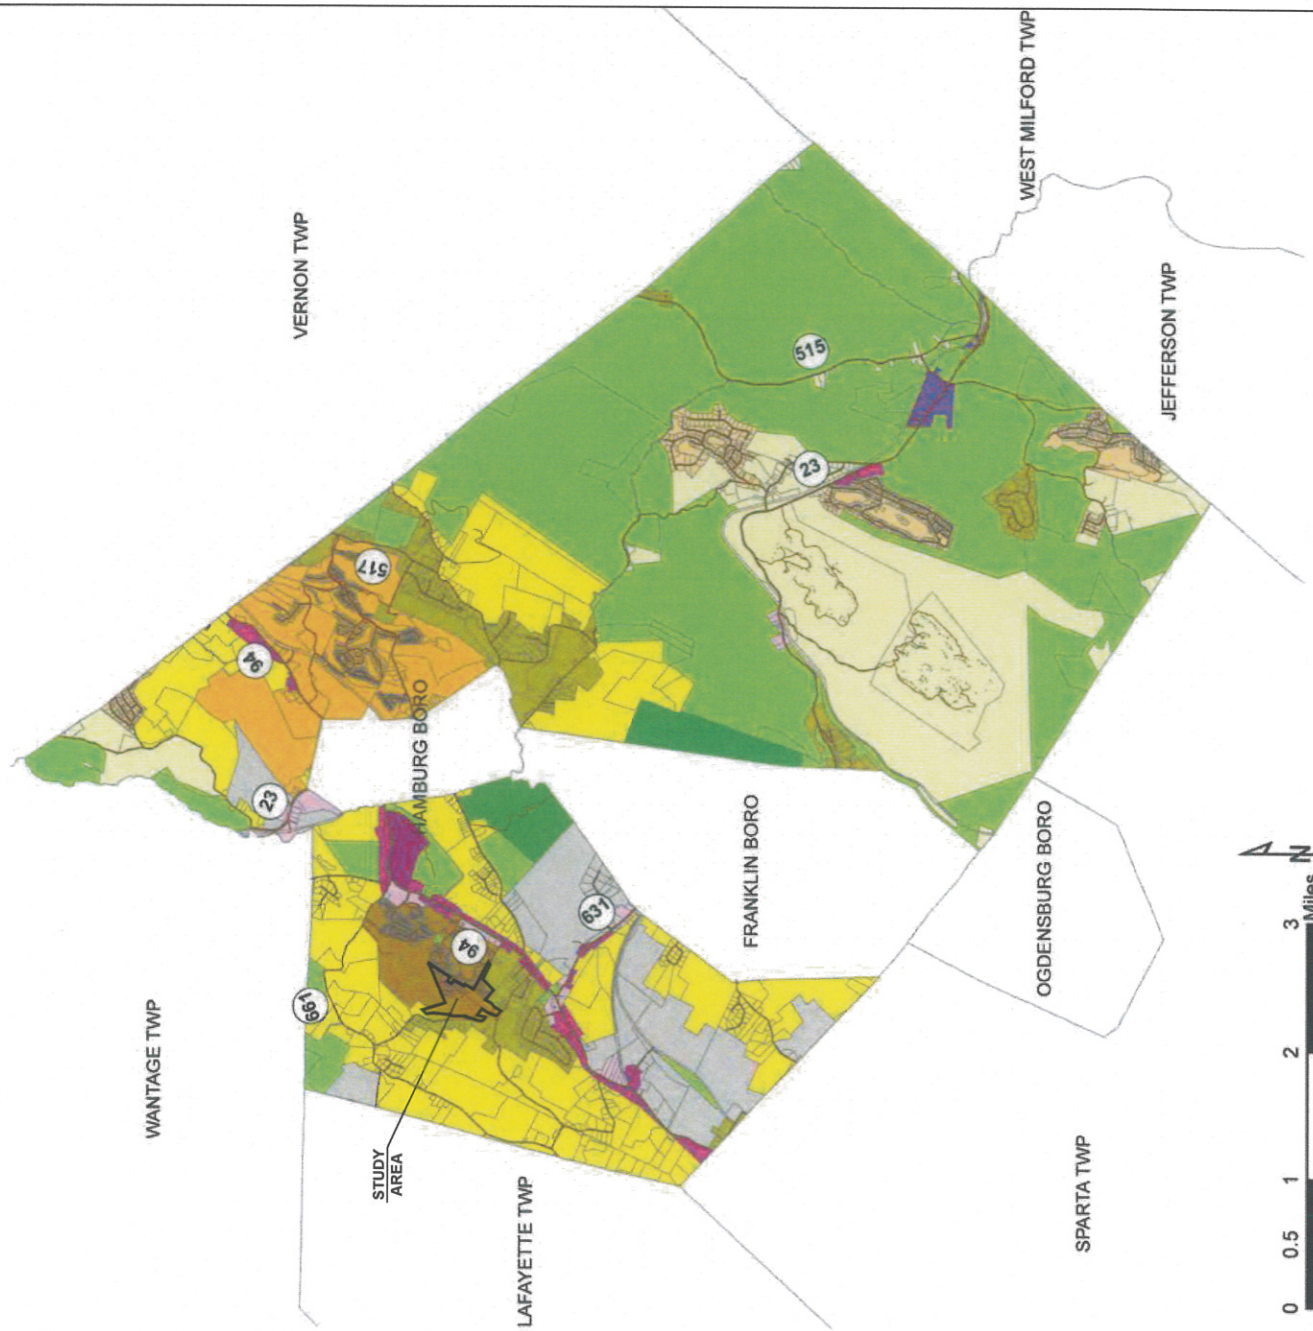 WANTAGE TWP
VERNON TWP
WEST MILFORD TWP
JEFFERSON TWP
LAFAYETTE TWP
SPARTA TWP
HAMBURG BORO
FRANKLIN BORO
OGDENSBURG BORO
STUDY
AREA
661
94
631
23
94
517
23
515
0 0.5 1 2 3
Miles
N